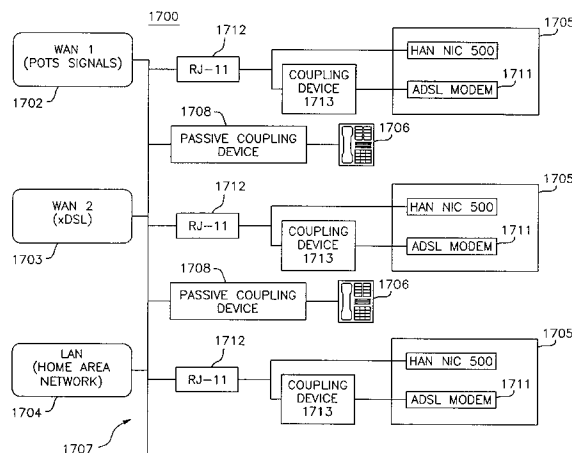 1700
WAN 1
(POTS SIGNALS)
1702
1712
RJ-11
1705
HAN NIC 500
COUPLING
DEVICE
1713
1711
ADSL MODEM
1708
PASSIVE COUPLING
DEVICE
1706
WAN 2
(xDSL)
1703
1712
RJ-11
1705
HAN NIC 500
COUPLING
DEVICE
1713
1711
ADSL MODEM
1708
PASSIVE COUPLING
DEVICE
1706
LAN
(HOME AREA
NETWORK)
1704
1712
RJ-11
1705
HAN NIC 500
COUPLING
DEVICE
1713
1711
ADSL MODEM
1707